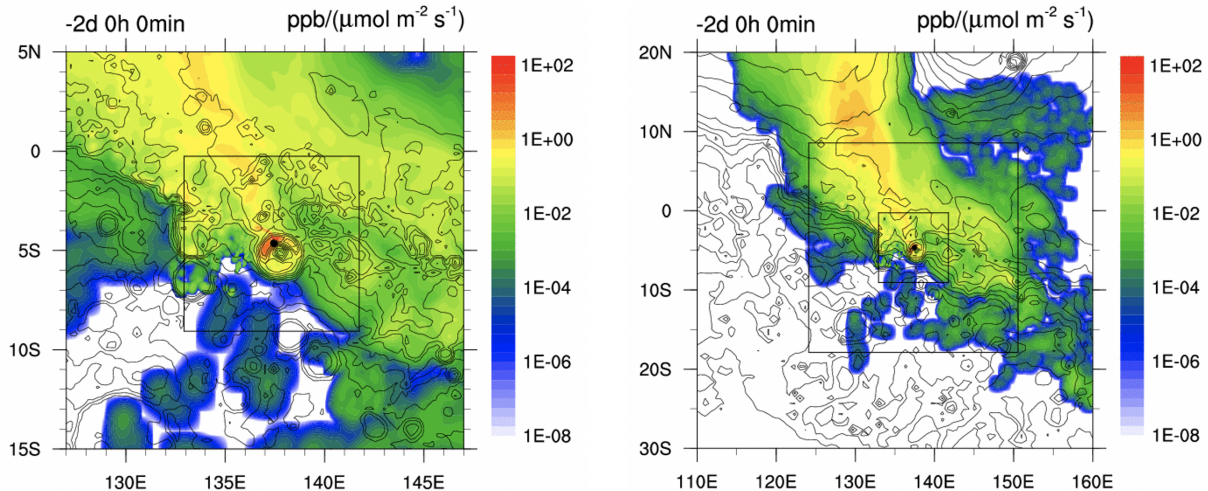 -2d 0h 0min ppb/(μmol m⁻² s⁻¹)
5N
0
5S
10S
15S
130E 135E 140E 145E
1E+02
1E+00
1E-02
1E-04
1E-06
1E-08
-2d 0h 0min ppb/(μmol m⁻² s⁻¹)
20N
10N
0
10S
20S
30S
110E 120E 130E 140E 150E 160E
1E+02
1E+00
1E-02
1E-04
1E-06
1E-08